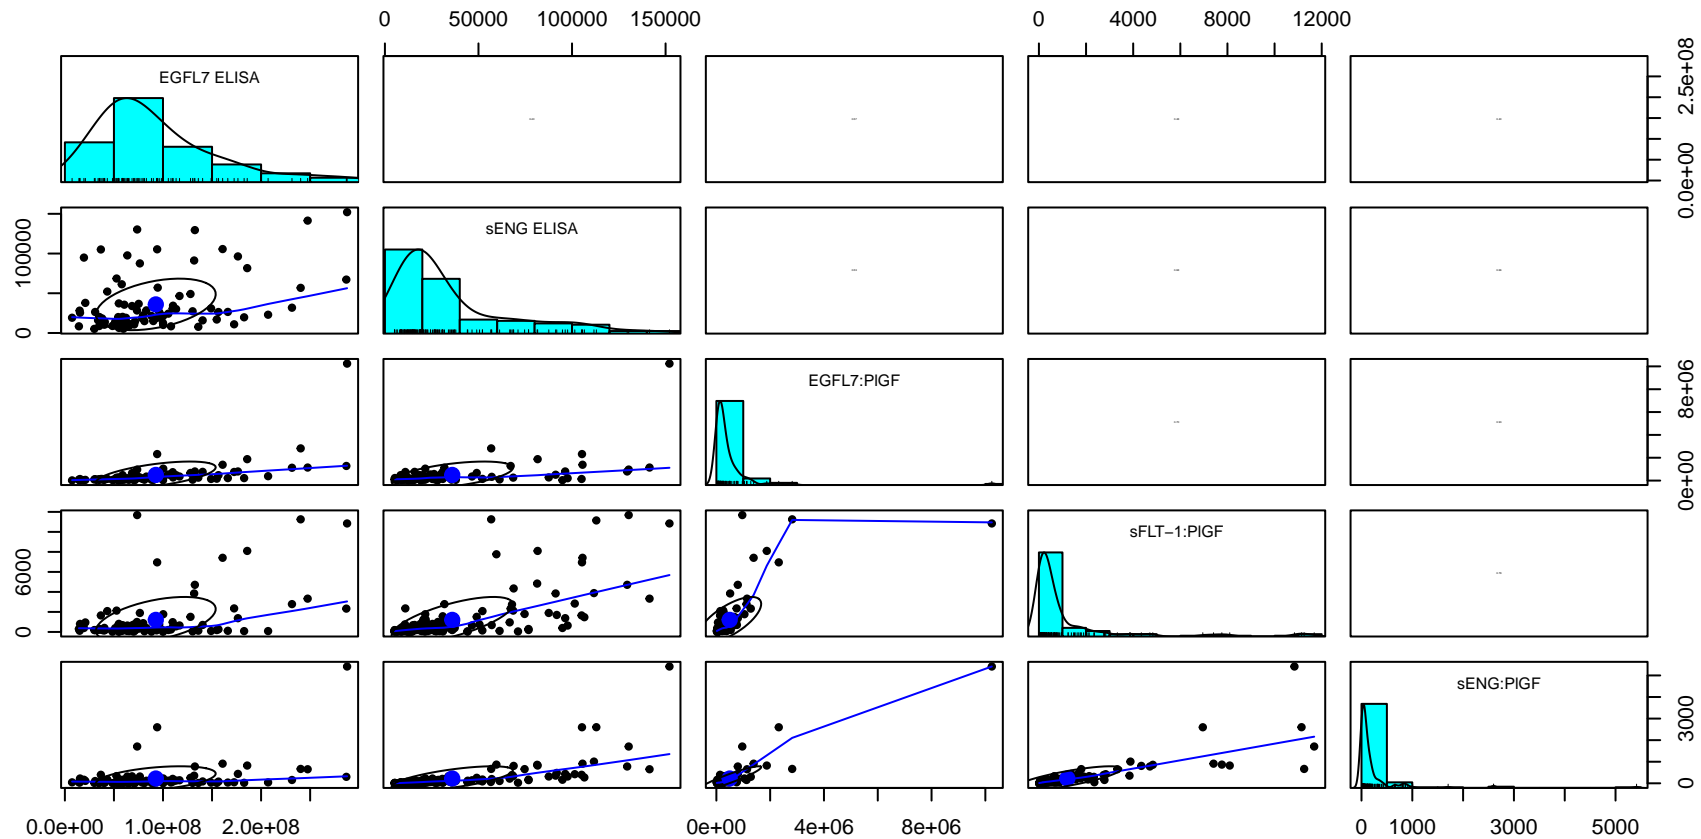 0 50000 100000 150000 0 4000 8000 12000
EGFL7 ELISA
0.0e+00 2.5e+08
0 100000
sENG ELISA
EGFL7:PlGF
0e+00 8e+06
0 6000
sFLT−1:PlGF
sENG:PlGF
0 3000
0.0e+00 1.0e+08 2.0e+08 0e+00 4e+06 8e+06 0 1000 3000 5000